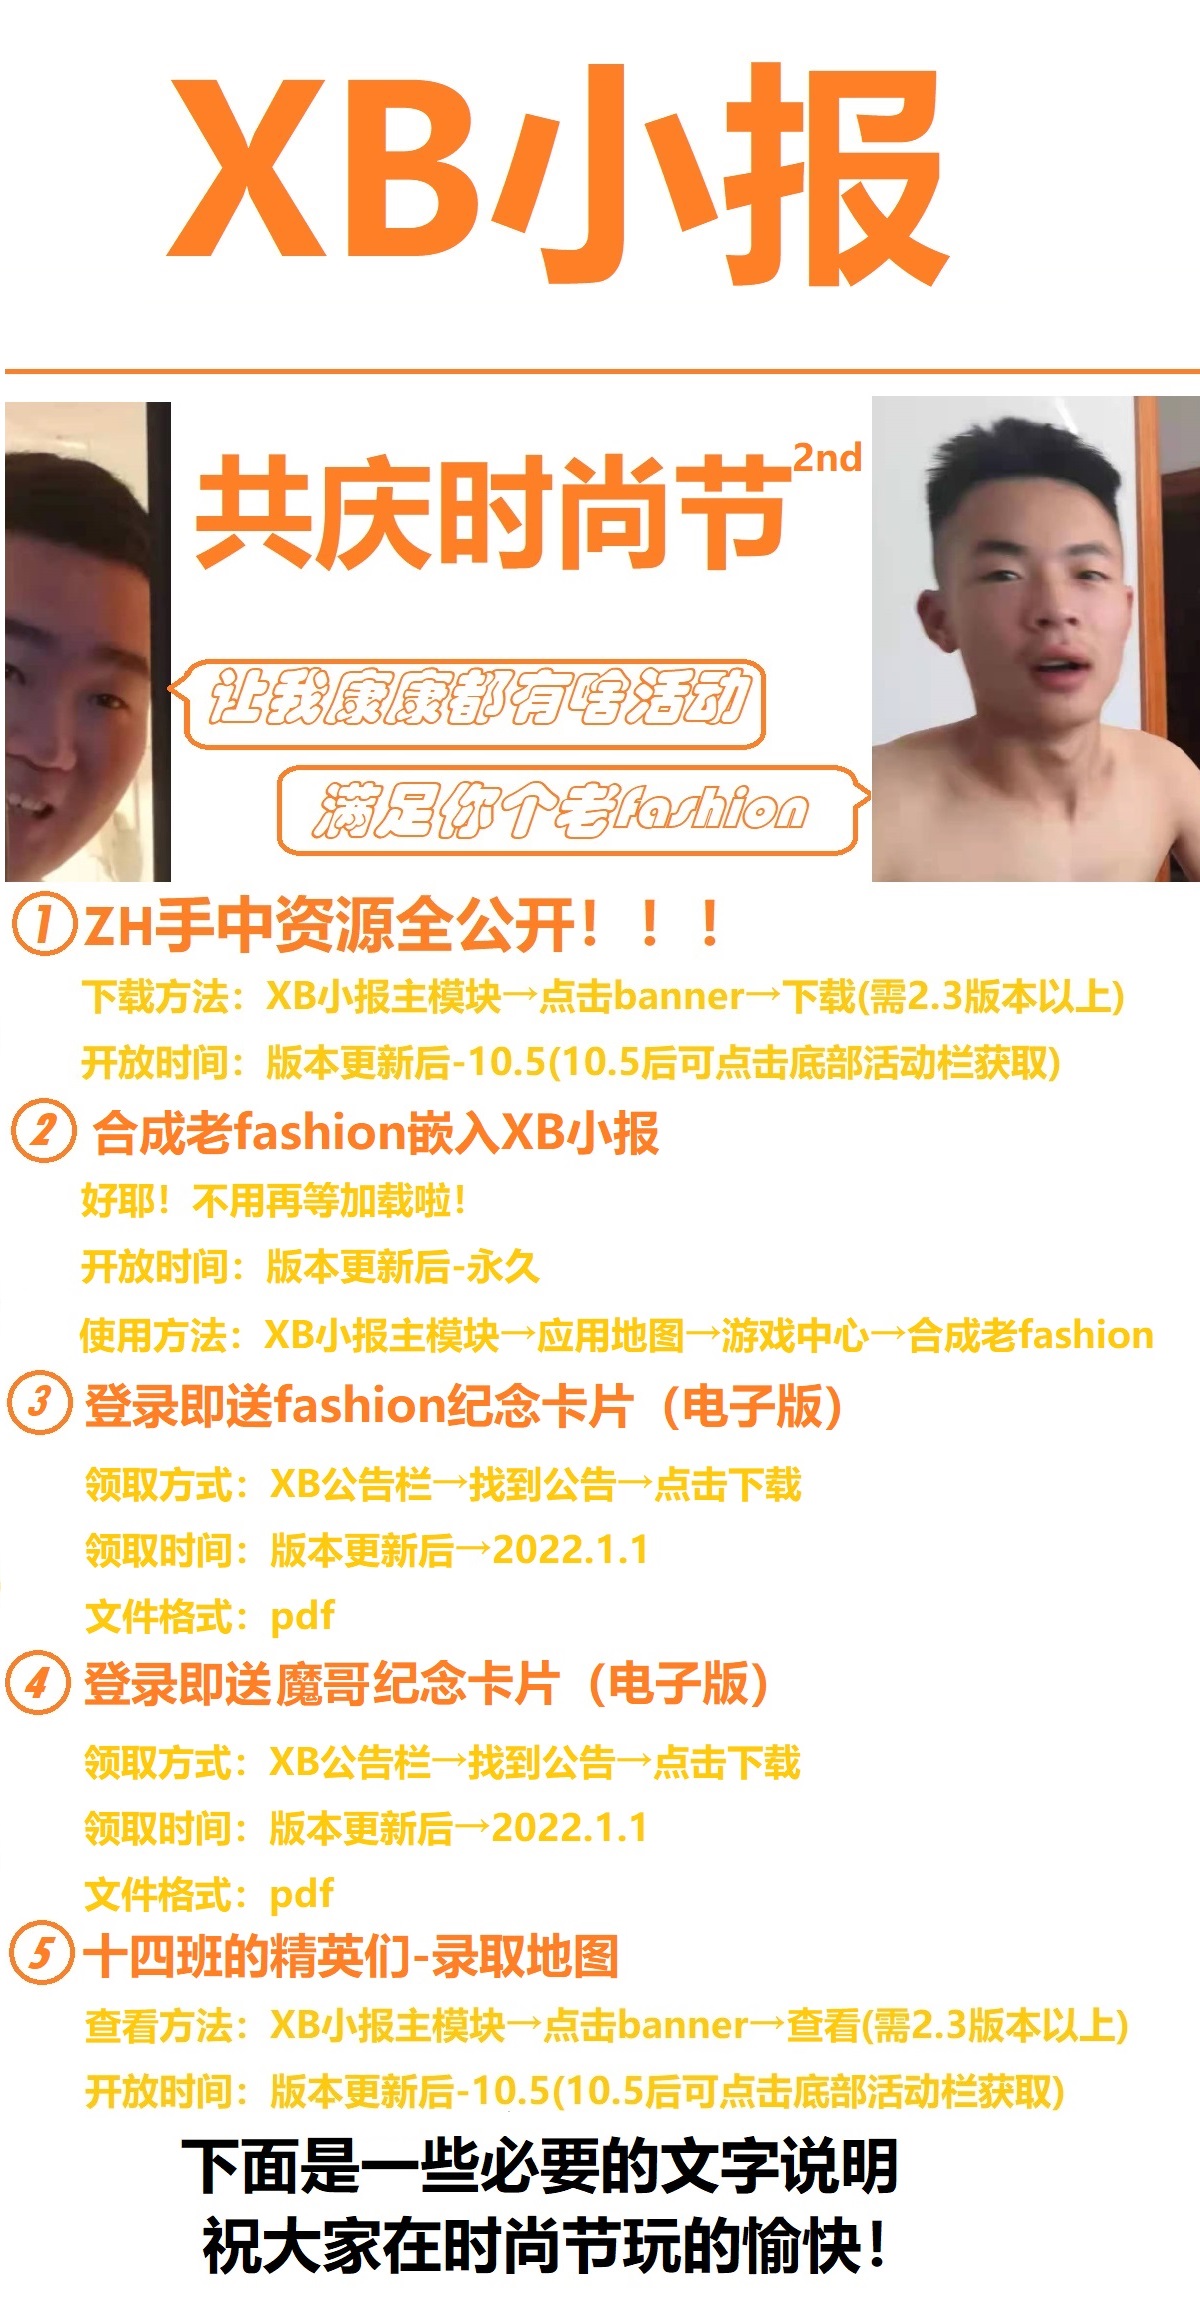 XB小报
共庆时尚节2nd
让我康康都有啥活动
满足你个老fashion
①ZH手中资源全公开！！！
下载方法：XB小报主模块→点击banner→下载(需2.3版本以上)
开放时间：版本更新后-10.5(10.5后可点击底部活动栏获取)
② 合成老fashion嵌入XB小报
好耶！不用再等加载啦！
开放时间：版本更新后-永久
使用方法：XB小报主模块→应用地图→游戏中心→合成老fashion
③ 登录即送fashion纪念卡片（电子版）
领取方式：XB公告栏→找到公告→点击下载
领取时间：版本更新后→2022.1.1
文件格式：pdf
④ 登录即送魔哥纪念卡片（电子版）
领取方式：XB公告栏→找到公告→点击下载
领取时间：版本更新后→2022.1.1
文件格式：pdf
⑤十四班的精英们-录取地图
查看方法：XB小报主模块→点击banner→查看(需2.3版本以上)
开放时间：版本更新后-10.5(10.5后可点击底部活动栏获取)
下面是一些必要的文字说明
祝大家在时尚节玩的愉快！